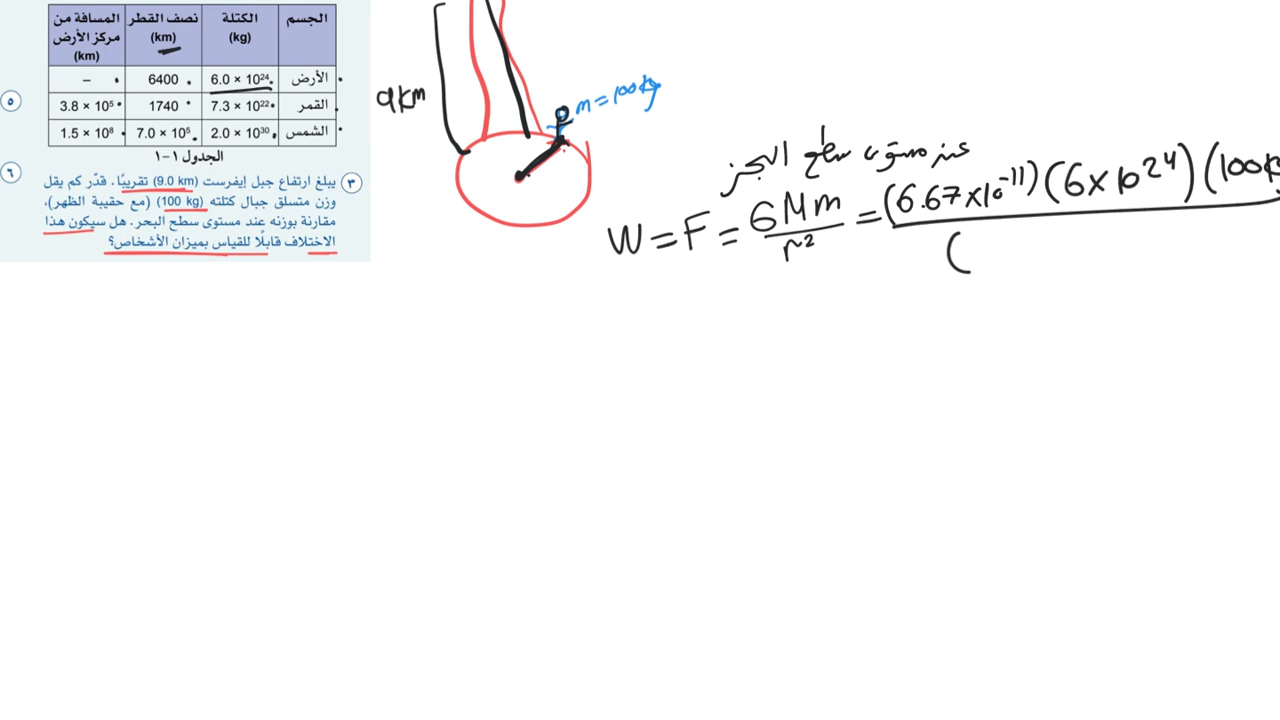 الجسم الكتلة (kg) نصف القطر (km) المسافة من مركز الأرض (km)
الأرض 6.0 × 10²⁴ 6400 –
القمر 7.3 × 10²² 1740 3.8 × 10⁵
الشمس 2.0 × 10³⁰ 7.0 × 10⁵ 1.5 × 10⁸
الجدول ١-١
٥
٦
٣ يبلغ ارتفاع جبل إيفرست (9.0 km) تقريبًا. قدّر كم يقل
وزن متسلق جبال كتلته (100 kg) (مع حقيبة الظهر)،
مقارنة بوزنه عند مستوى سطح البحر. هل سيكون هذا
الاختلاف قابلًا للقياس بميزان الأشخاص؟
9km
m=100kg
عند مستوى سطح البحر
W = F = GMm/r² = (6.67×10⁻¹¹)(6×10²⁴)(100k
(